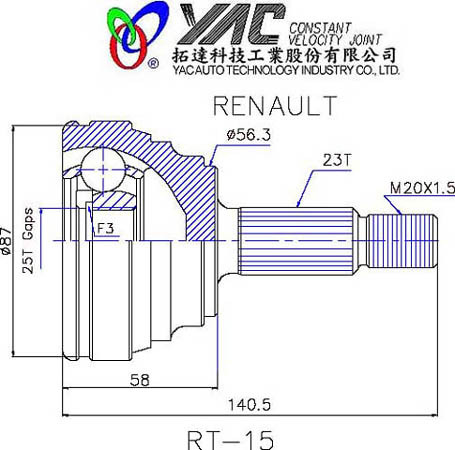 YAC
CONSTANT
VELOCITY JOINT
®
拓達科技工業股份有限公司
YAC AUTO TECHNOLOGY INDUSTRY CO., LTD.
RENAULT
ø56.3
23T
M20X1.5
ø87
25T Gaps
F3
58
140.5
RT-15